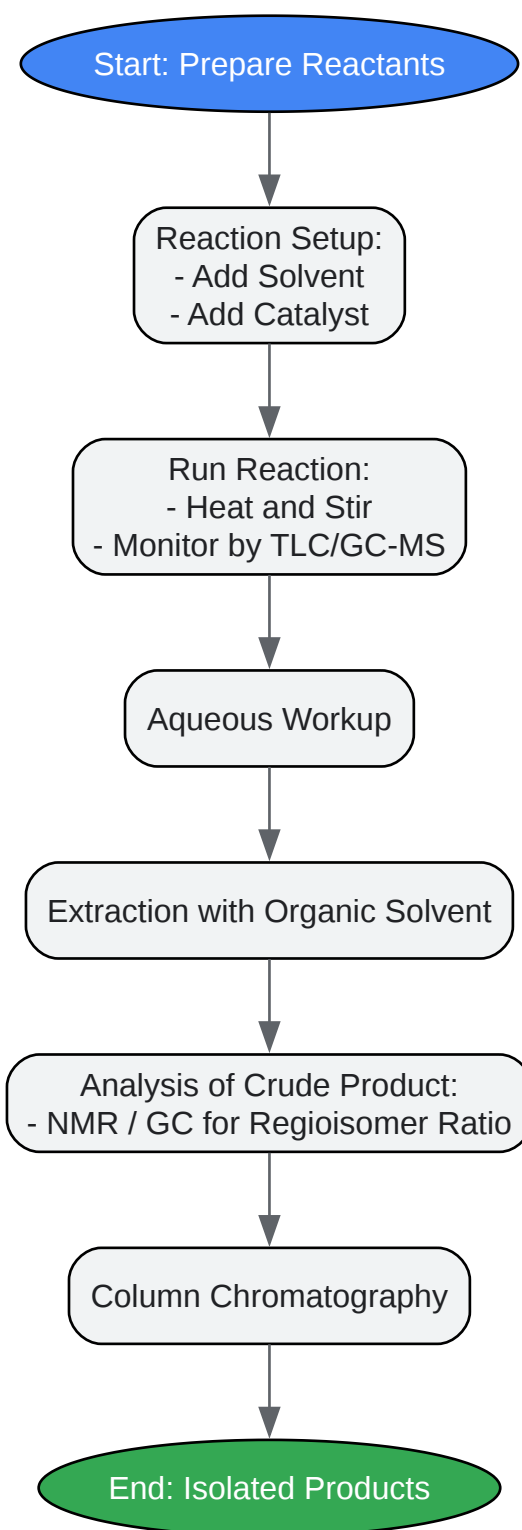 Start: Prepare Reactants
Reaction Setup:
- Add Solvent
- Add Catalyst
Run Reaction:
- Heat and Stir
- Monitor by TLC/GC-MS
Aqueous Workup
Extraction with Organic Solvent
Analysis of Crude Product:
- NMR / GC for Regioisomer Ratio
Column Chromatography
End: Isolated Products